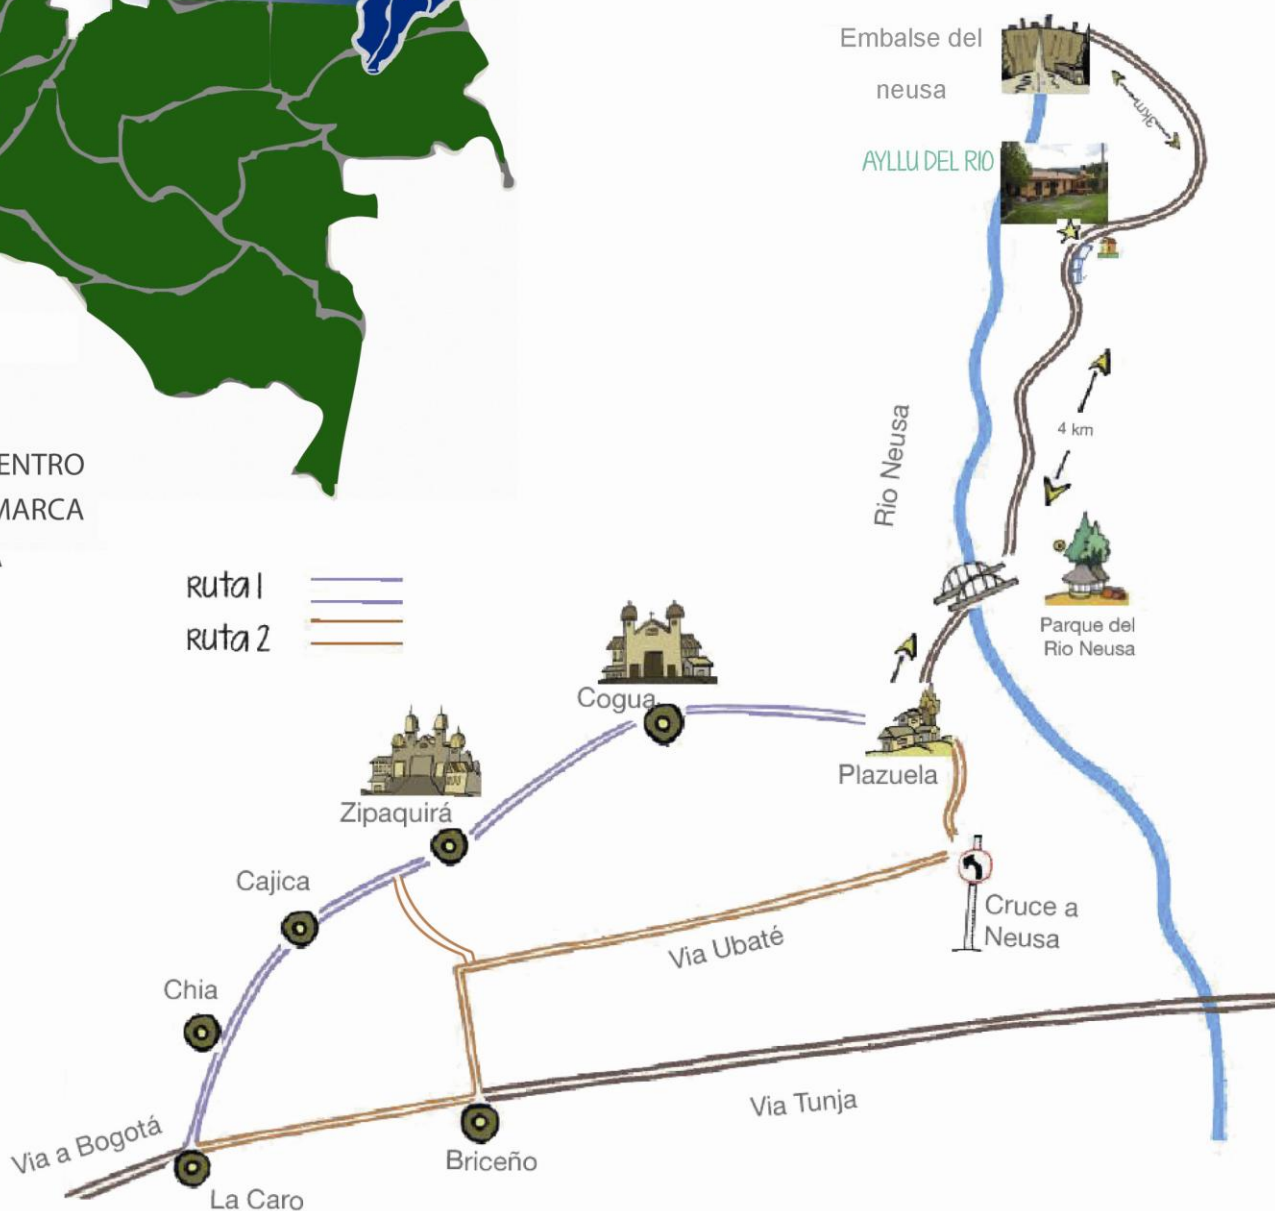 Embalse del
neusa
3km
AYLLU DEL RIO
4 km
Rio Neusa
ENTRO
MARCA
Ruta 1
Ruta 2
Parque del
Rio Neusa
Cogua
Plazuela
Zipaquirá
Cajica
Cruce a
Neusa
Via Ubaté
Chia
Via Tunja
Via a Bogotá
Briceño
La Caro